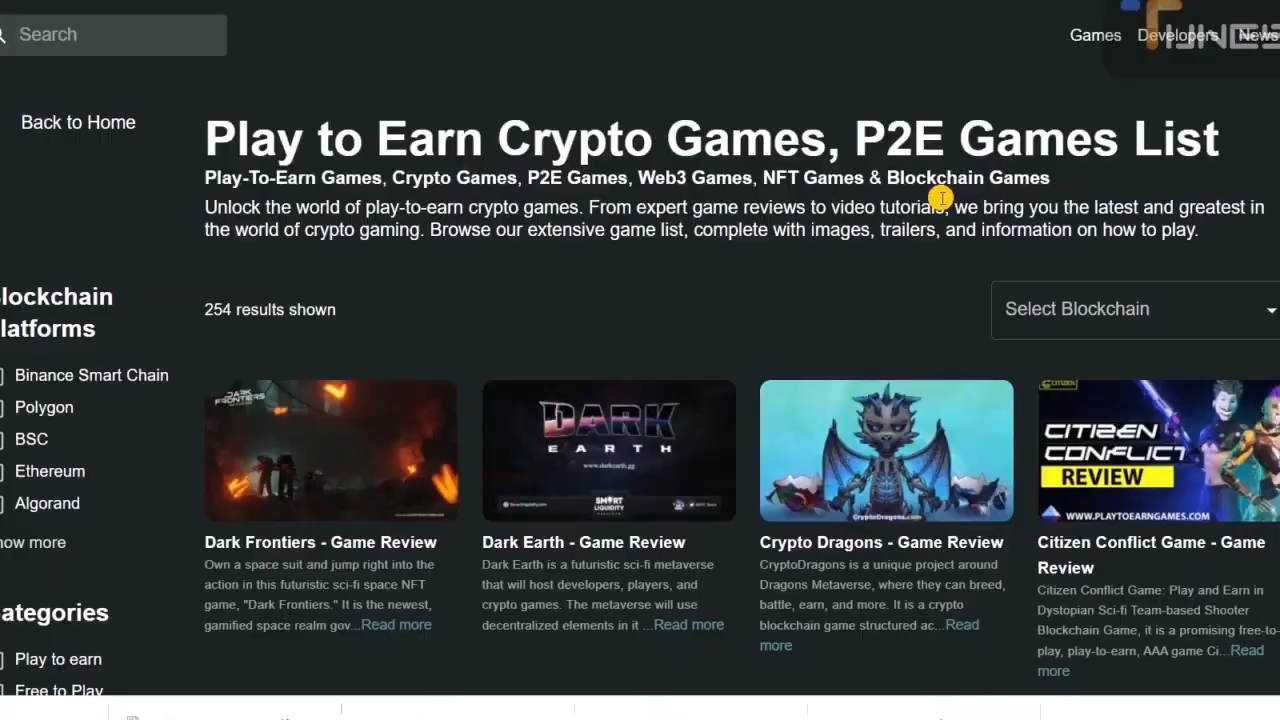 Search
Games
Developers
News
TUNES
Back to Home
Play to Earn Crypto Games, P2E Games List
Play-To-Earn Games, Crypto Games, P2E Games, Web3 Games, NFT Games & Blockchain Games
Unlock the world of play-to-earn crypto games. From expert game reviews to video tutorials, we bring you the latest and greatest in
the world of crypto gaming. Browse our extensive game list, complete with images, trailers, and information on how to play.
lockchain
latforms
254 results shown
Select Blockchain
Binance Smart Chain
Polygon
BSC
Ethereum
Algorand
how more
ategories
Play to earn
Free to Play
DARK
FRONTIERS
Dark Frontiers - Game Review
Own a space suit and jump right into the
action in this futuristic sci-fi space NFT
game, "Dark Frontiers." It is the newest,
gamified space realm gov...Read more
DARK
EARTH
www.darkearth.gg
SMART
LIQUIDITY
Dark Earth - Game Review
Dark Earth is a futuristic sci-fi metaverse
that will host developers, players, and
crypto games. The metaverse will use
decentralized elements in it ...Read more
CryptoDragons.com
Crypto Dragons - Game Review
CryptoDragons is a unique project around
Dragons Metaverse, where they can breed,
battle, earn, and more. It is a crypto
blockchain game structured ac...Read
more
CITIZEN
CITIZEN
CONFLICT
REVIEW
WWW.PLAYTOEARNGAMES.COM
Citizen Conflict Game - Game
Review
Citizen Conflict Game: Play and Earn in
Dystopian Sci-fi Team-based Shooter
Blockchain Game, it is a promising free-to-
play, play-to-earn, AAA game Ci...Read
more